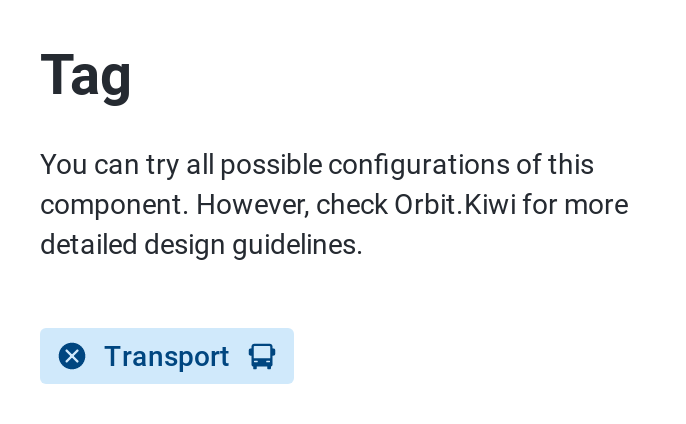 Tag
You can try all possible configurations of this
component. However, check Orbit.Kiwi for more
detailed design guidelines.
Transport